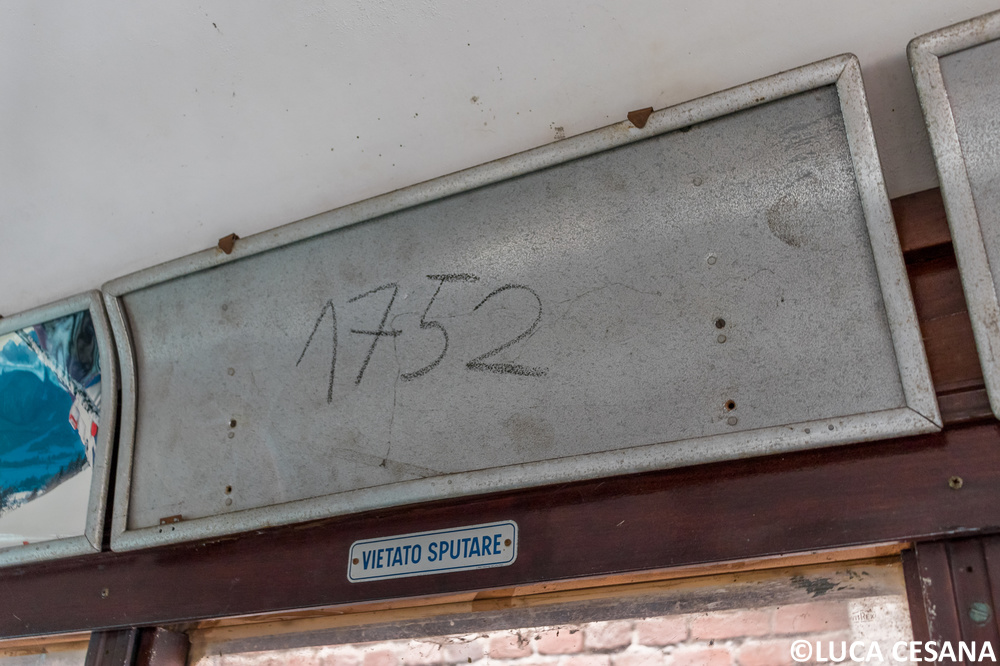 1752
VIETATO SPUTARE
©LUCA CESANA